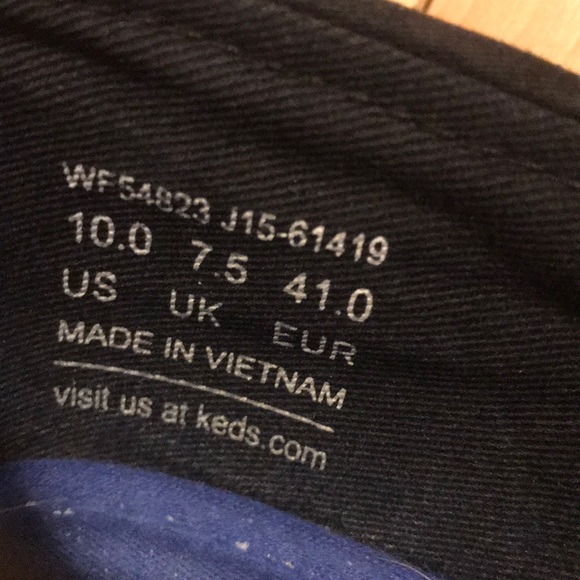 WF54823 J15-61419
10.0 7.5 41.0
US UK EUR
MADE IN VIETNAM
visit us at keds.com